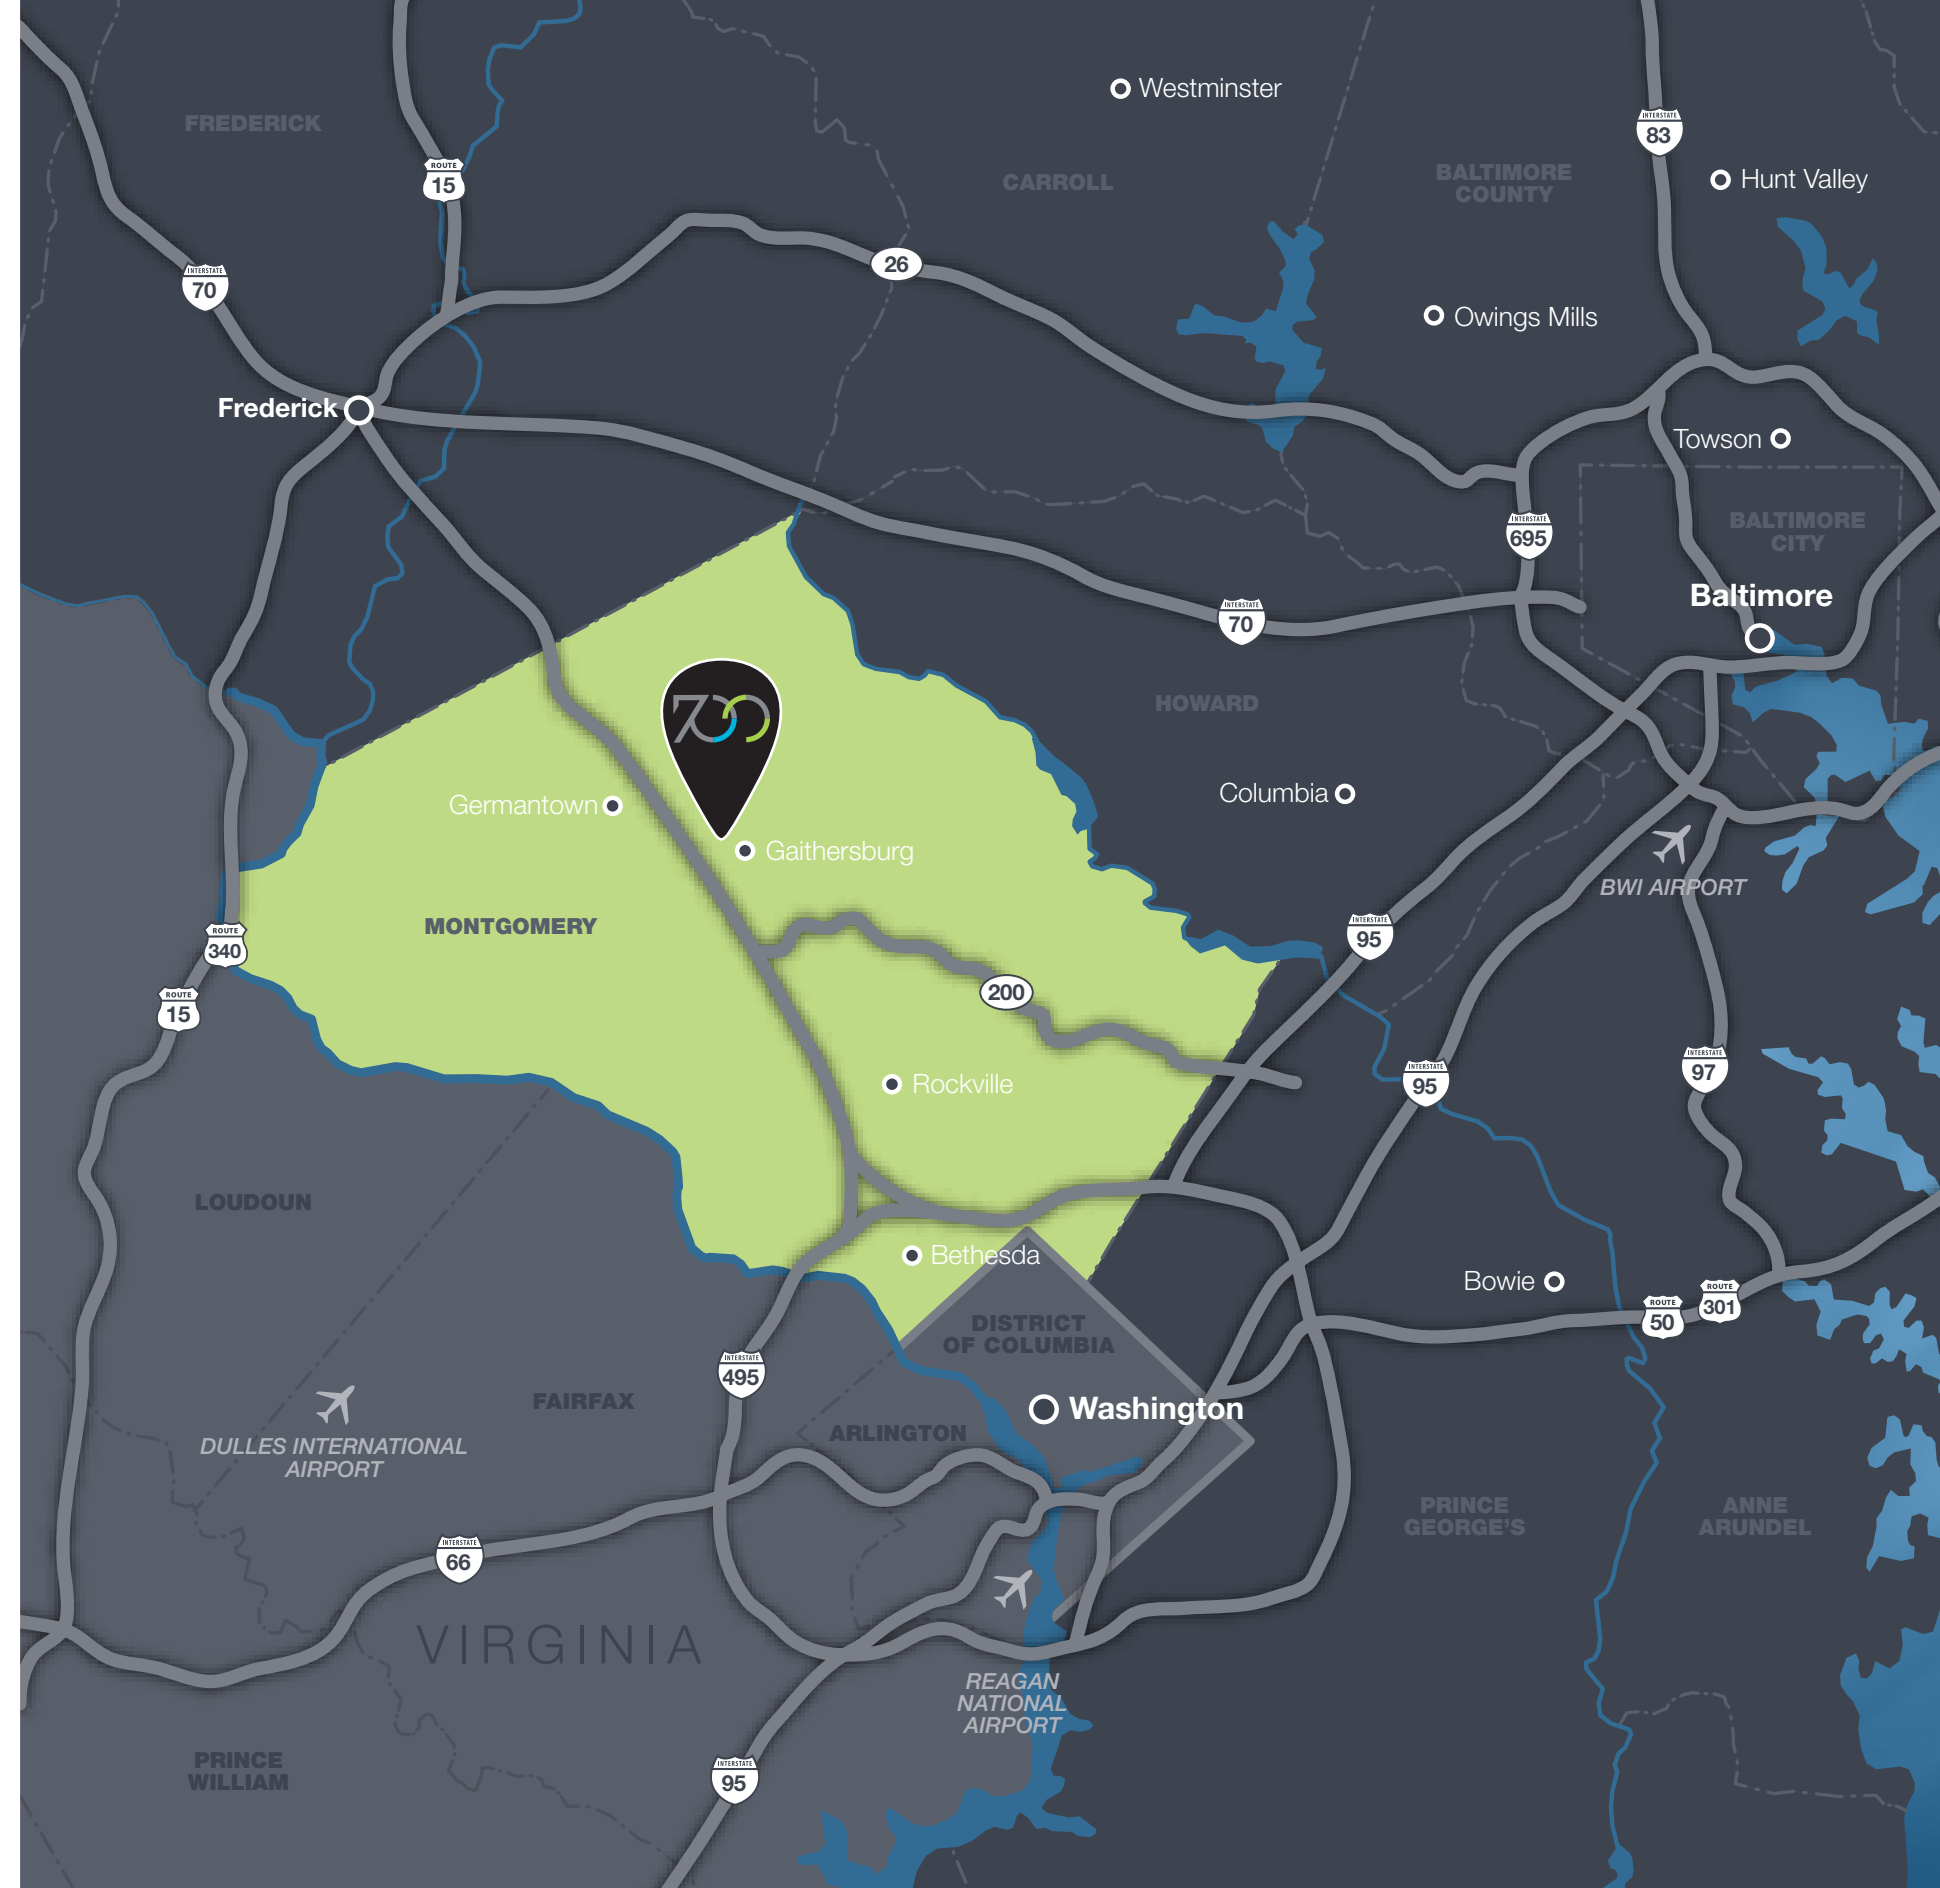 Westminster
FREDERICK
INTERSTATE
83
ROUTE
15
CARROLL
BALTIMORE
COUNTY
Hunt Valley
26
INTERSTATE
70
Owings Mills
Frederick
Towson
INTERSTATE
695
BALTIMORE
CITY
Baltimore
INTERSTATE
70
HOWARD
700
Germantown
Columbia
Gaithersburg
BWI AIRPORT
MONTGOMERY
ROUTE
340
INTERSTATE
95
200
ROUTE
15
INTERSTATE
97
INTERSTATE
95
Rockville
LOUDOUN
Bethesda
Bowie
ROUTE
301
ROUTE
50
DISTRICT
OF COLUMBIA
INTERSTATE
495
FAIRFAX
Washington
ARLINGTON
DULLES INTERNATIONAL
AIRPORT
PRINCE
GEORGE'S
ANNE
ARUNDEL
INTERSTATE
66
VIRGINIA
REAGAN
NATIONAL
AIRPORT
PRINCE
WILLIAM
INTERSTATE
95